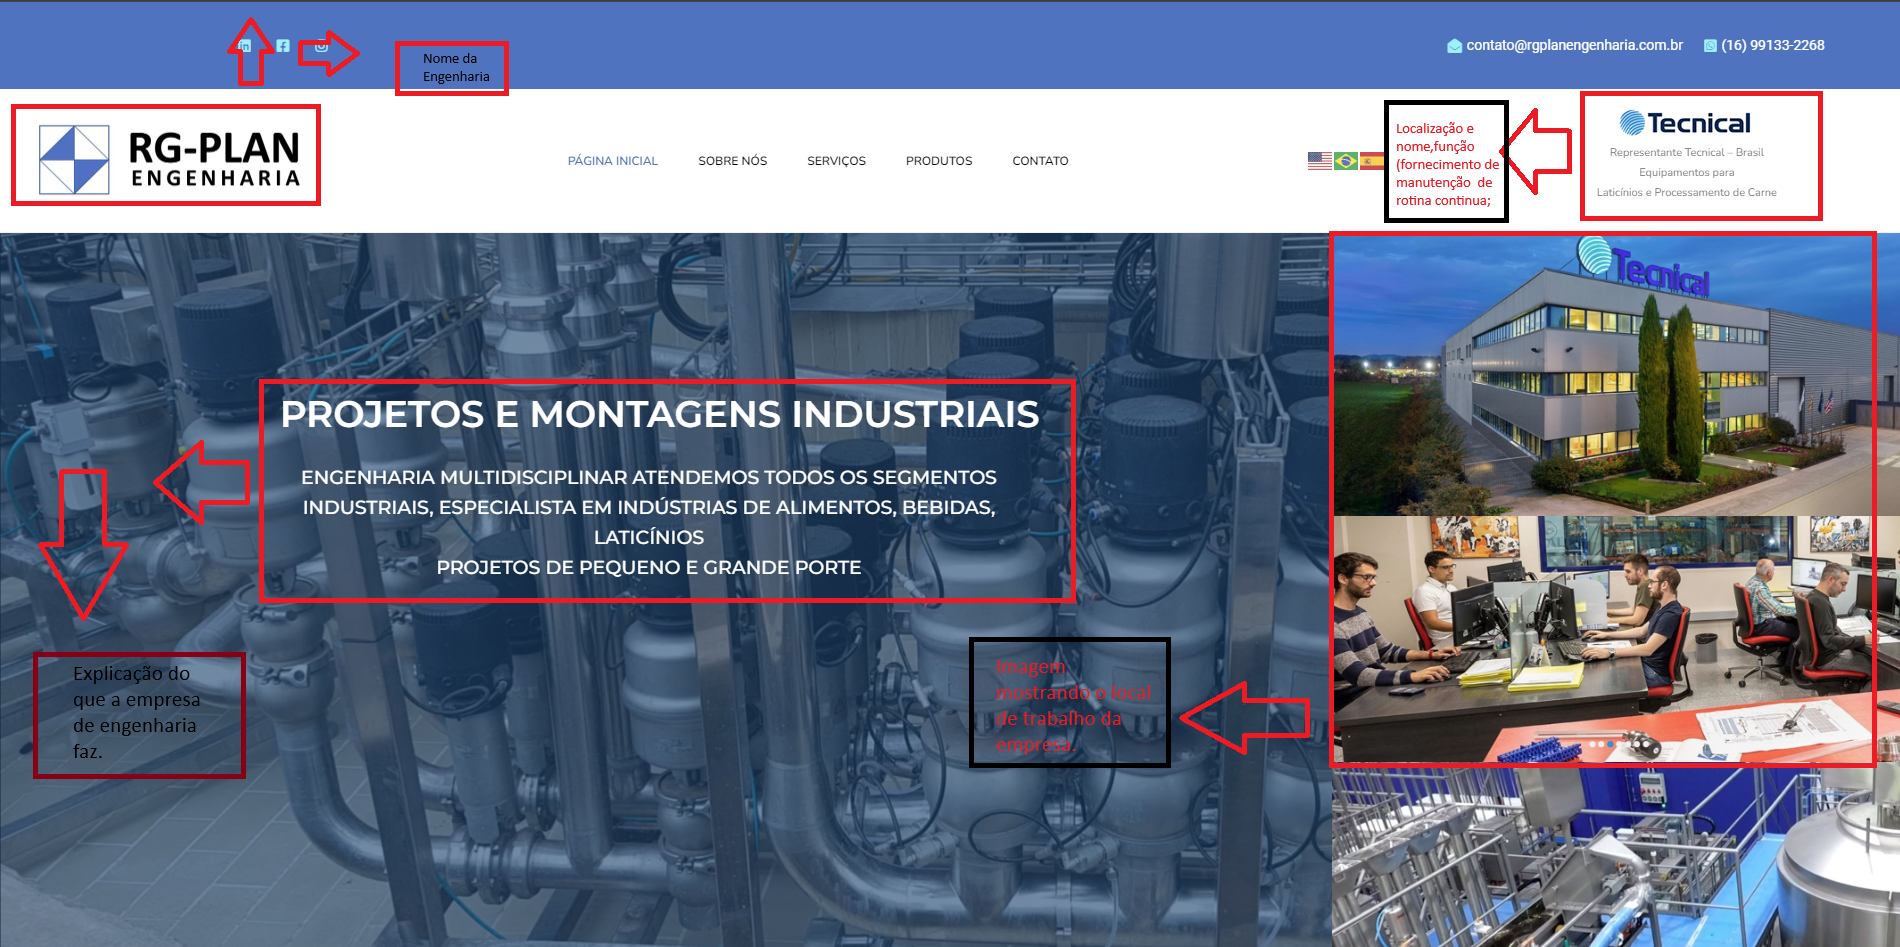 contato@rgplanengenharia.com.br
(16) 99133-2268
Nome da
Engenharia
RG-PLAN
ENGENHARIA
PÁGINA INICIAL
SOBRE NÓS
SERVIÇOS
PRODUTOS
CONTATO
Localização e
nome,função
(fornecimento de
manutenção de
rotina continua;
Tecnical
Representante Tecnical – Brasil
Equipamentos para
Laticínios e Processamento de Carne
Tecnical
PROJETOS E MONTAGENS INDUSTRIAIS
ENGENHARIA MULTIDISCIPLINAR ATENDEMOS TODOS OS SEGMENTOS
INDUSTRIAIS, ESPECIALISTA EM INDÚSTRIAS DE ALIMENTOS, BEBIDAS,
LATICÍNIOS
PROJETOS DE PEQUENO E GRANDE PORTE
Explicação do
que a empresa
de engenharia
faz.
Imagem
mostrando o local
de trabalho da
empresa.